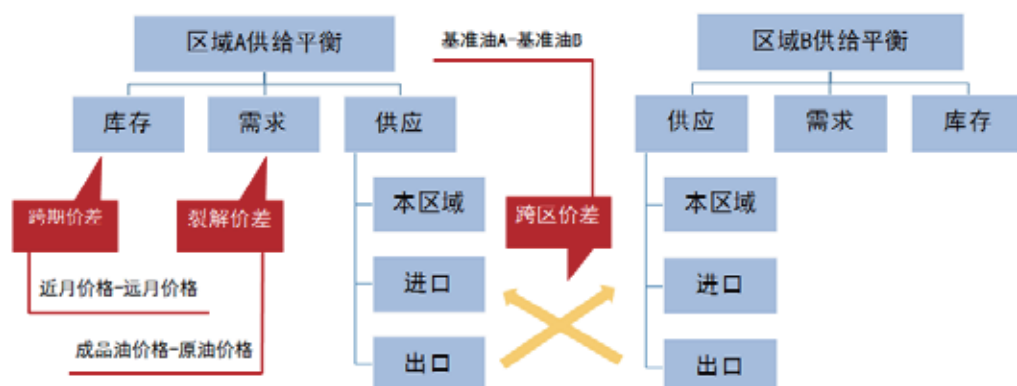 区域A供给平衡
基准油A-基准油B
区域B供给平衡
库存
需求
供应
供应
需求
库存
跨期价差
裂解价差
本区域
跨区价差
本区域
近月价格-远月价格
进口
进口
成品油价格-原油价格
出口
出口